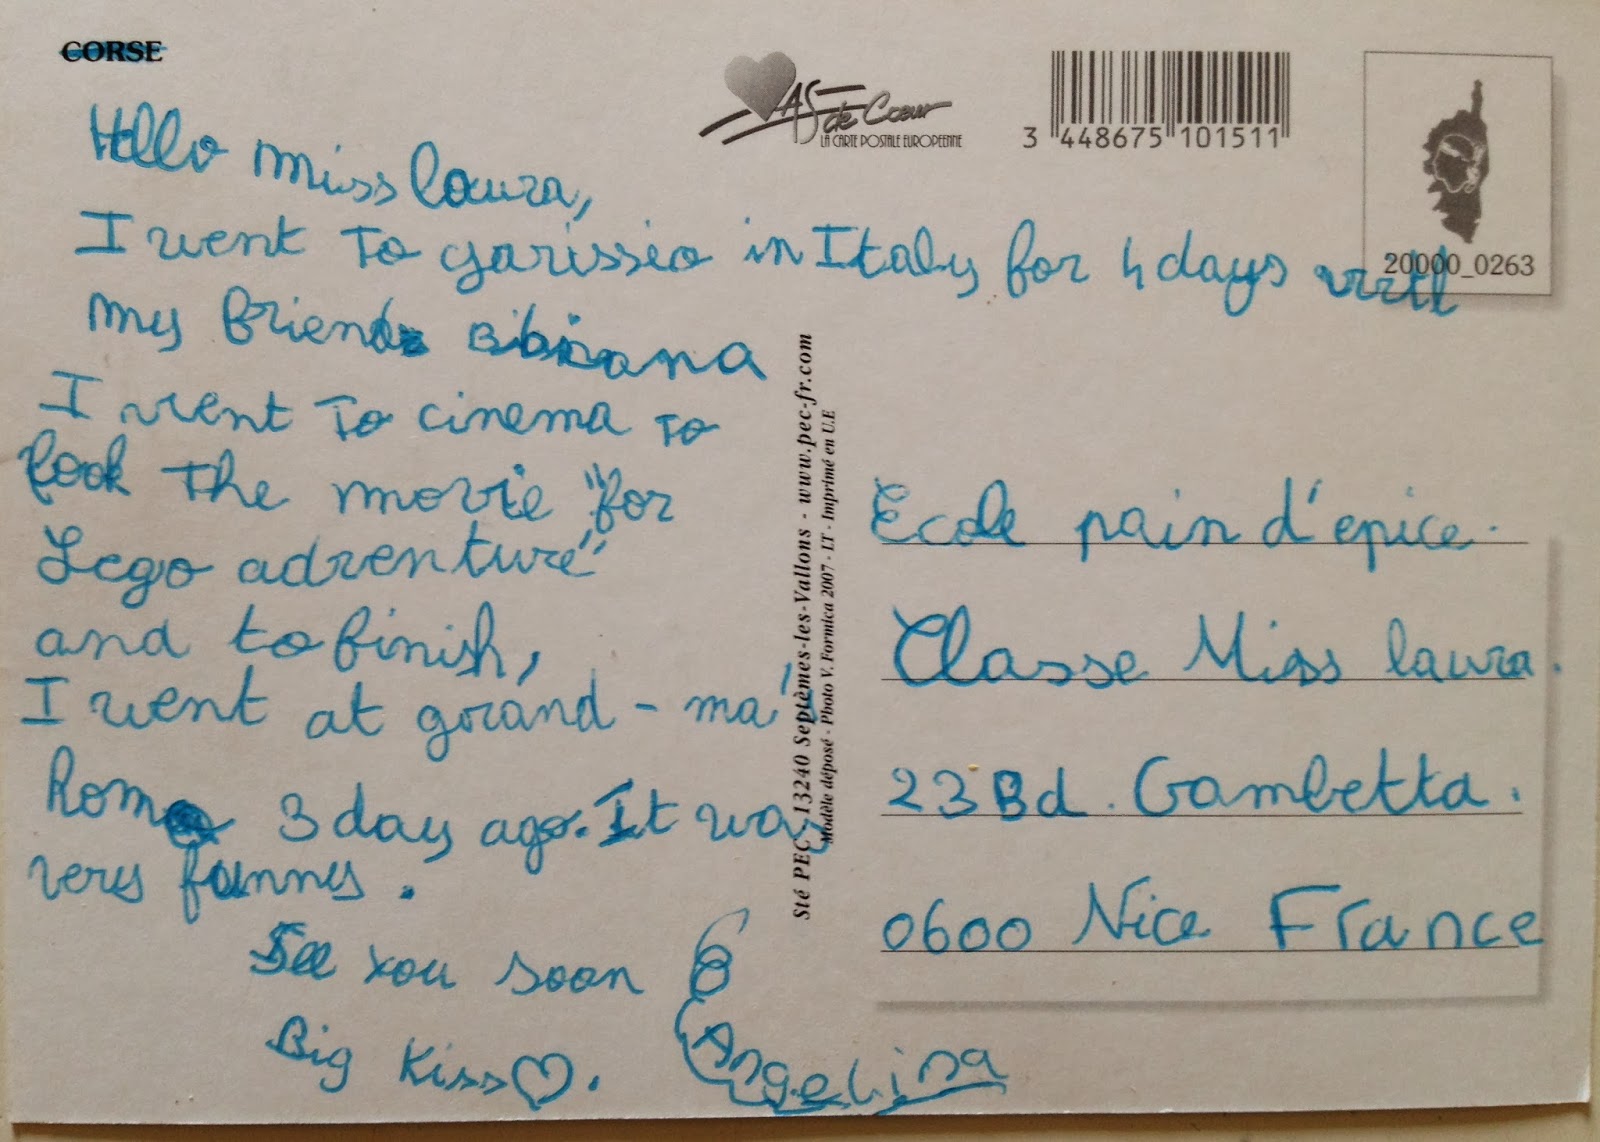 CORSE
AS de Cœur
LA CARTE POSTALE EUROPEENNE
3 448675 101511
20000_0263
Hello miss laura,
I went To garissio in Italy for 4 days
my friend Bibiana
I went To cinema To
look The movie "for
Lego adventure"
and to finish,
I went at grand-ma's
Roma 3 day ago. It was
very funny.
See you soon
Big Kiss♡.
Angelina
Sté PEC 13240 Septèmes-les-Vallons - www.pec-fr.com
Modèle déposé - Photo V. Formica 2007 - LT - Imprimé en U.E
Ecole pain d'epice.
Classe Miss laura.
23 Bd. Gambetta.
0600 Nice France